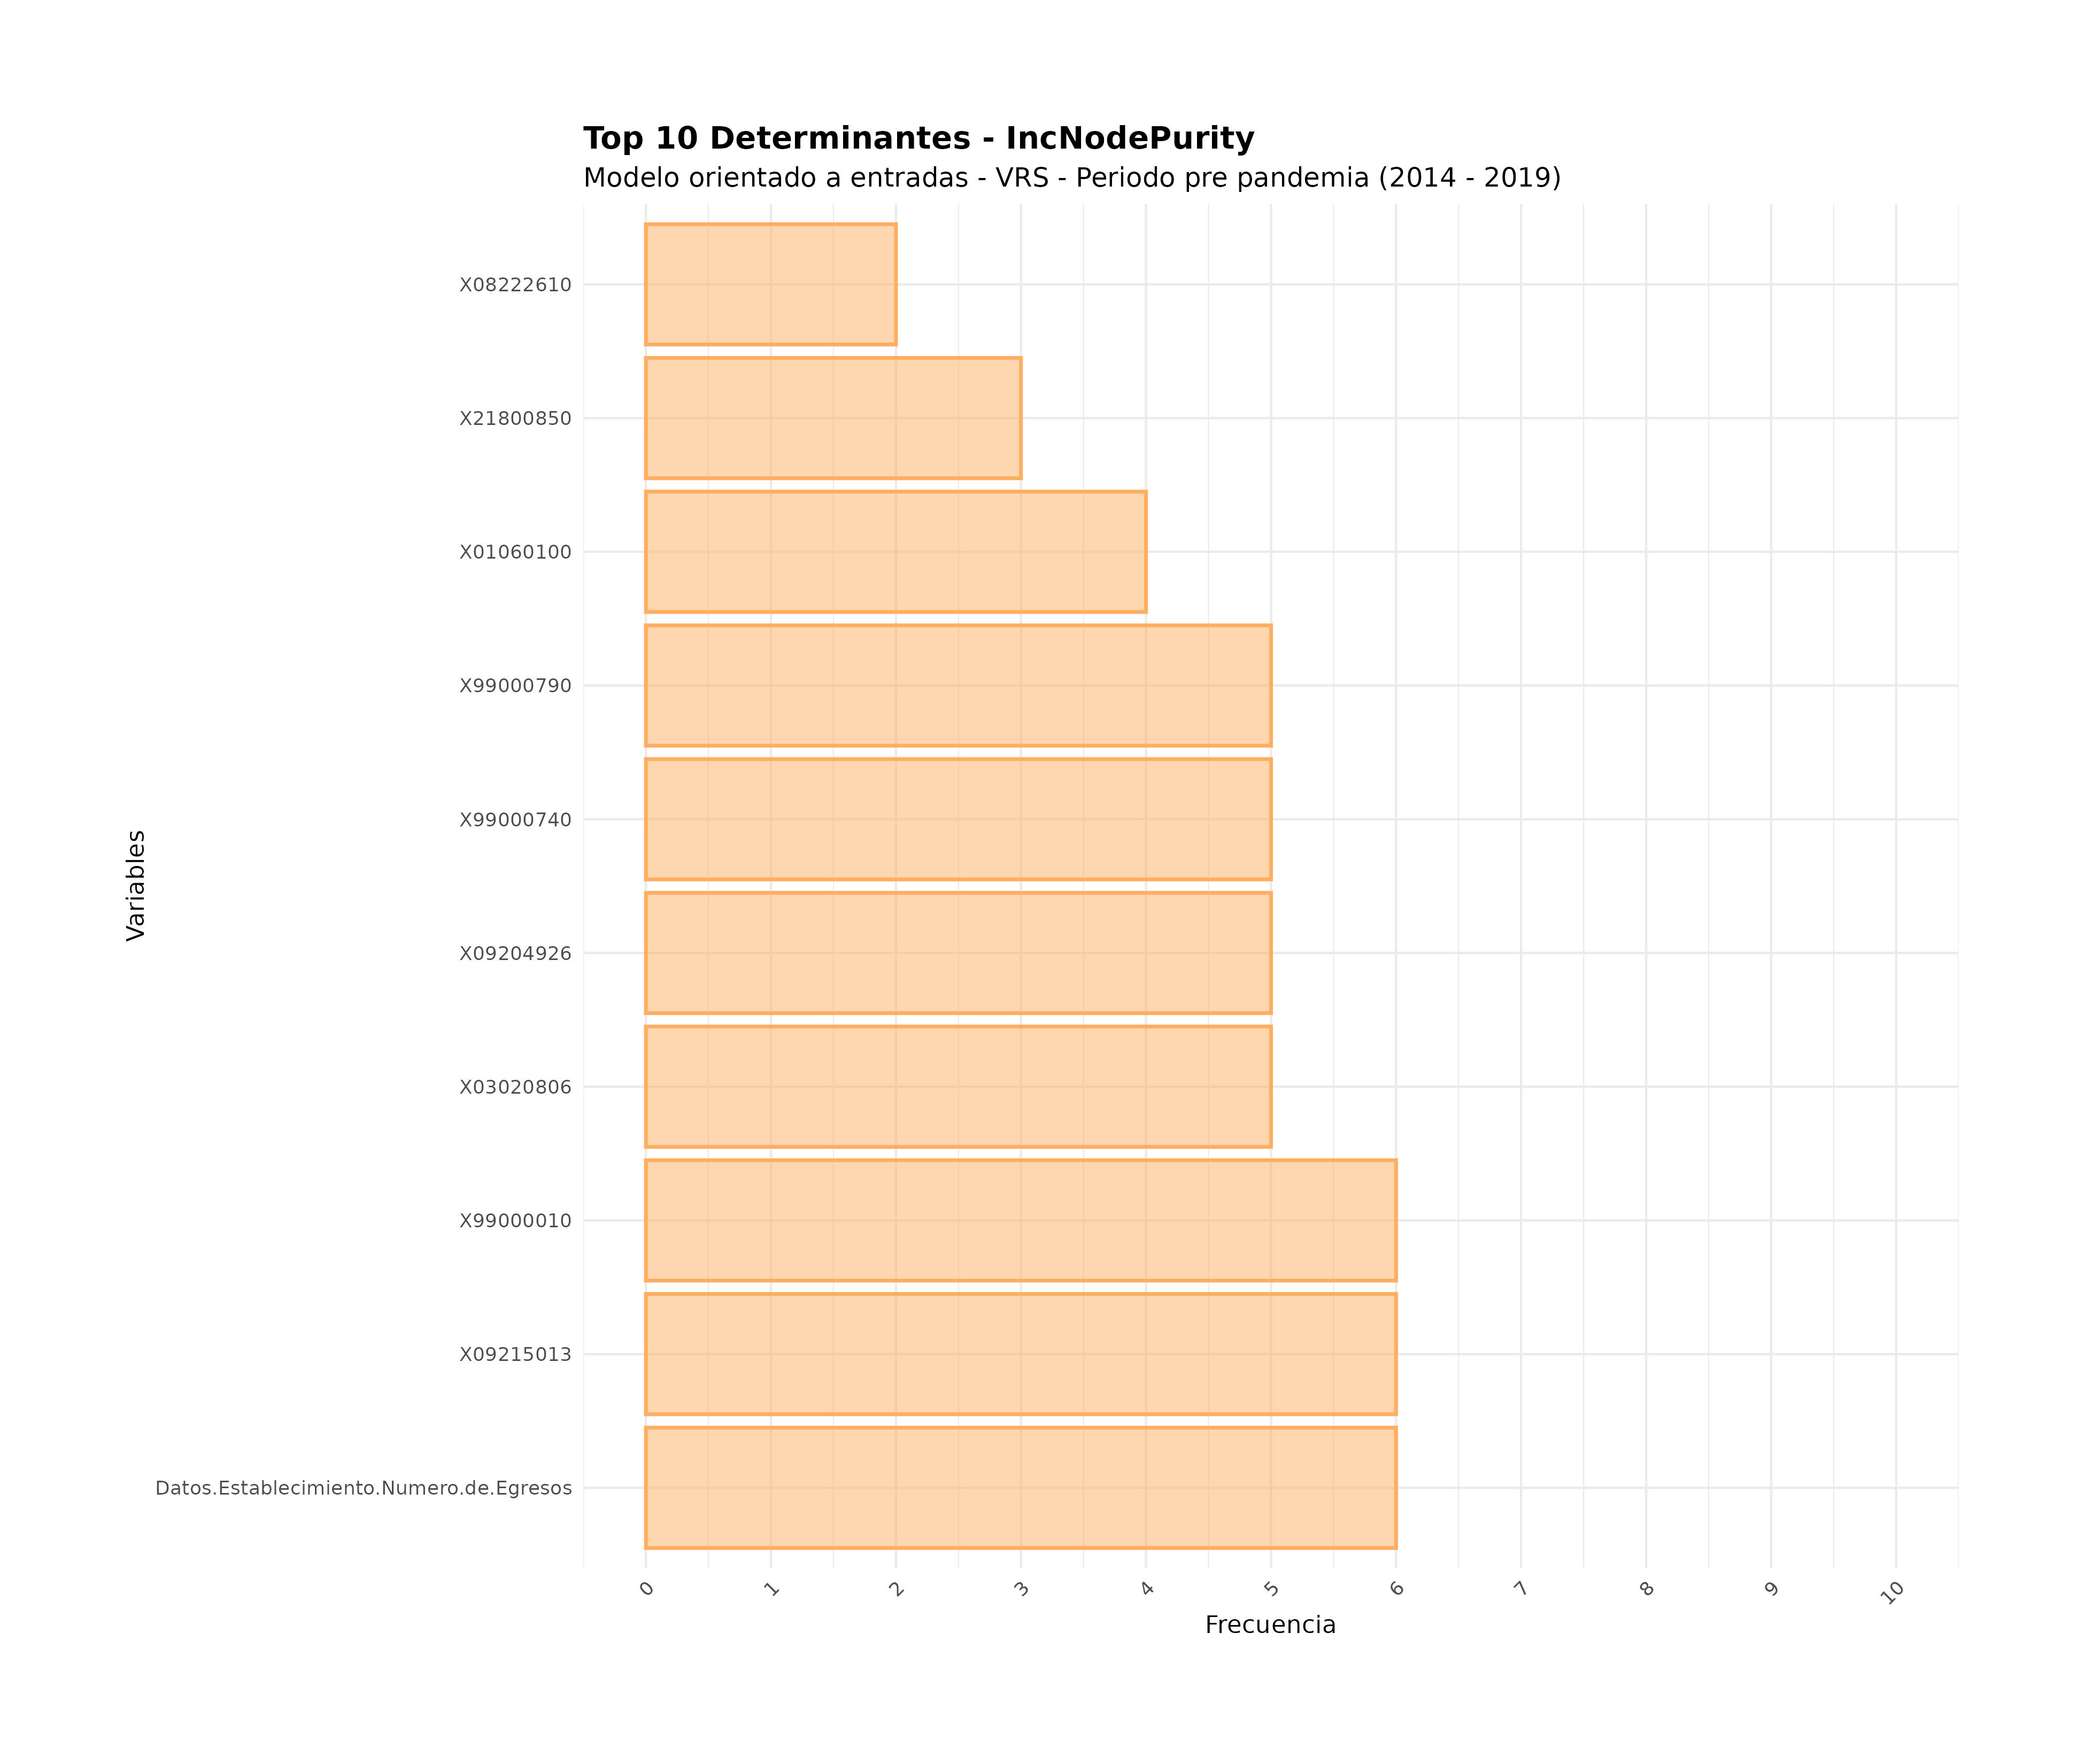 Top 10 Determinantes - IncNodePurity
Modelo orientado a entradas - VRS - Periodo pre pandemia (2014 - 2019)
Variables
X08222610
X21800850
X01060100
X99000790
X99000740
X09204926
X03020806
X99000010
X09215013
Datos.Establecimiento.Numero.de.Egresos
0 1 2 3 4 5 6 7 8 9 10
Frecuencia